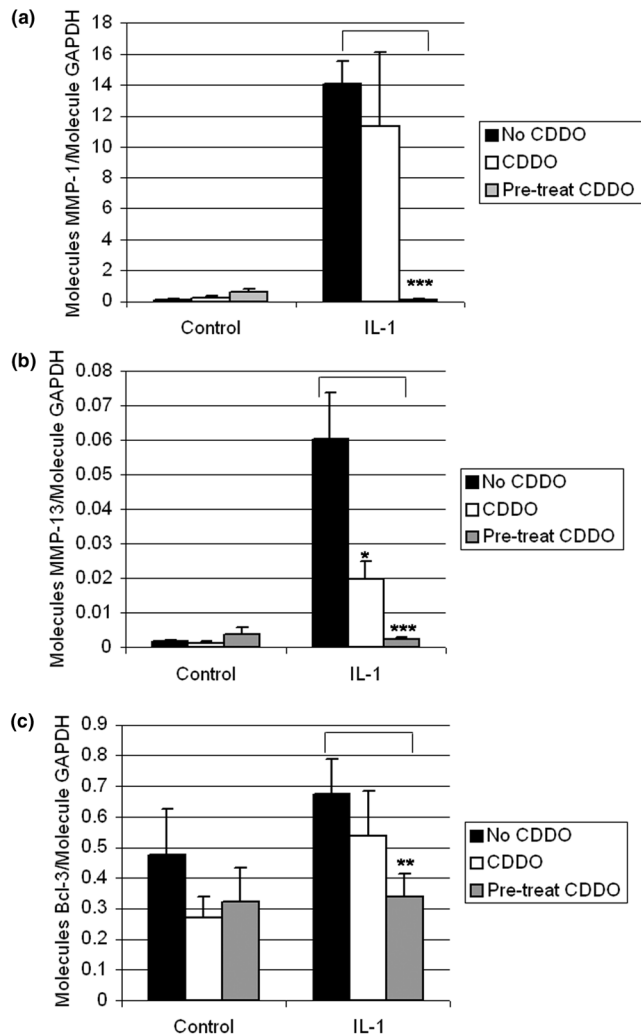 (a)
Molecules MMP-1/Molecule GAPDH
18
16
14
12
10
8
6
4
2
0
***
Control
IL-1
No CDDO
CDDO
Pre-treat CDDO
(b)
Molecules MMP-13/Molecule GAPDH
0.08
0.07
0.06
0.05
0.04
0.03
0.02
0.01
0
*
***
Control
IL-1
No CDDO
CDDO
Pre-treat CDDO
(c)
Molecules Bcl-3/Molecule GAPDH
0.9
0.8
0.7
0.6
0.5
0.4
0.3
0.2
0.1
0
**
Control
IL-1
No CDDO
CDDO
Pre-treat CDDO